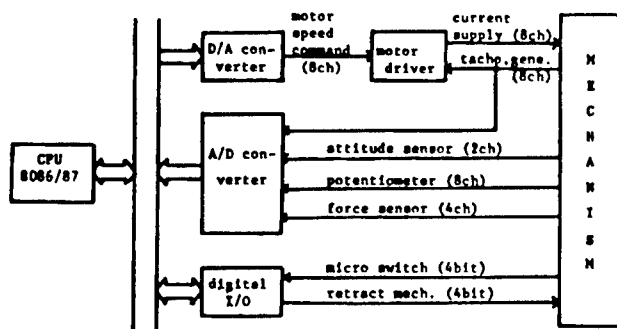 motor
speed
command
(8ch)
current
supply (8ch)
D/A con-
verter
motor
driver
tacho.gene.
(8ch)
CPU
8086/87
A/D con-
verter
attitude sensor (2ch)
potentiometer (8ch)
force sensor (4ch)
digital
I/O
micro switch (4bit)
retract mech. (4bit)
M
E
C
H
A
N
I
S
M